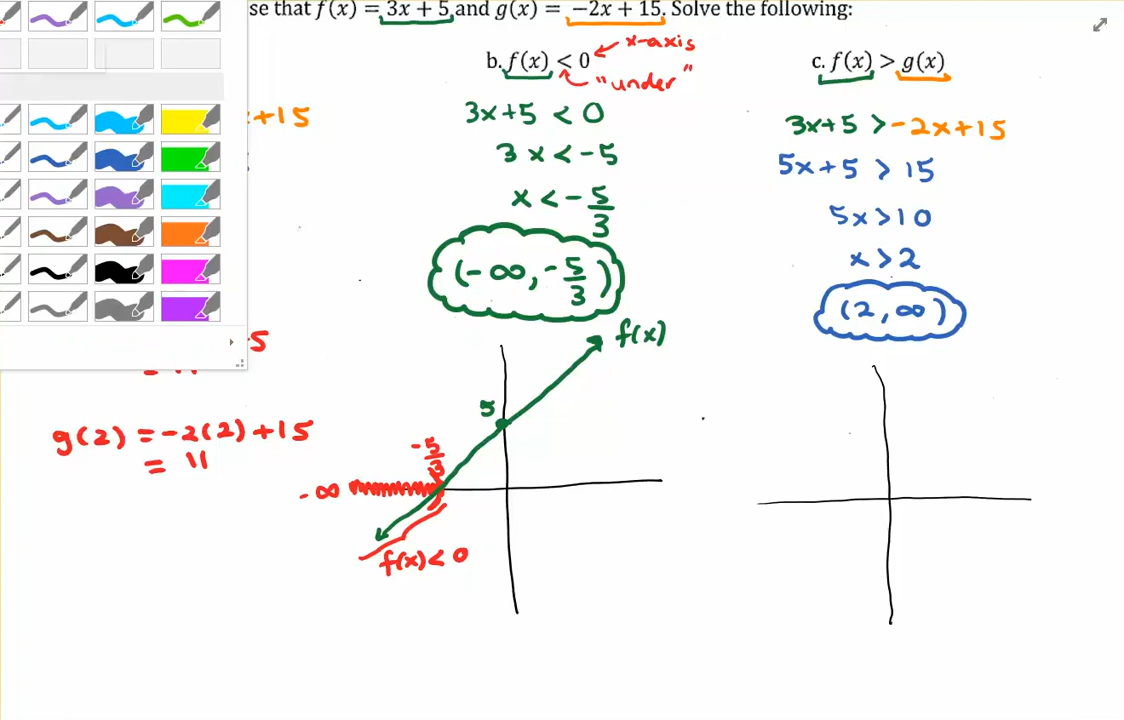 se that f(x) = 3x + 5 and g(x) = −2x + 15. Solve the following:
b. f(x) < 0
x-axis
"under"
3x+5 < 0
3x < -5
x < -5/3
(-∞, -5/3)
f(x)
5
-5/3
-∞
f(x) < 0
c. f(x) > g(x)
3x+5 > -2x+15
5x+5 > 15
5x > 10
x > 2
(2, ∞)
x+15
5
= 11
g(2) = -2(2) + 15
= 11